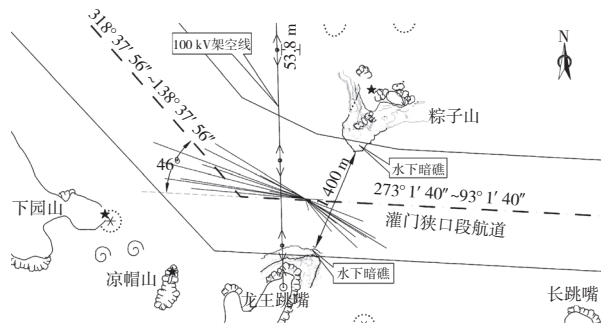 318° 37′ 56″ ~138° 37′ 56″
100 kV架空线
53.8 m
N
粽子山
水下暗礁
46°
400 m
273° 1′ 40″ ~93° 1′ 40″
灌门狭口段航道
下园山
凉帽山
水下暗礁
龙王跳嘴
长跳嘴